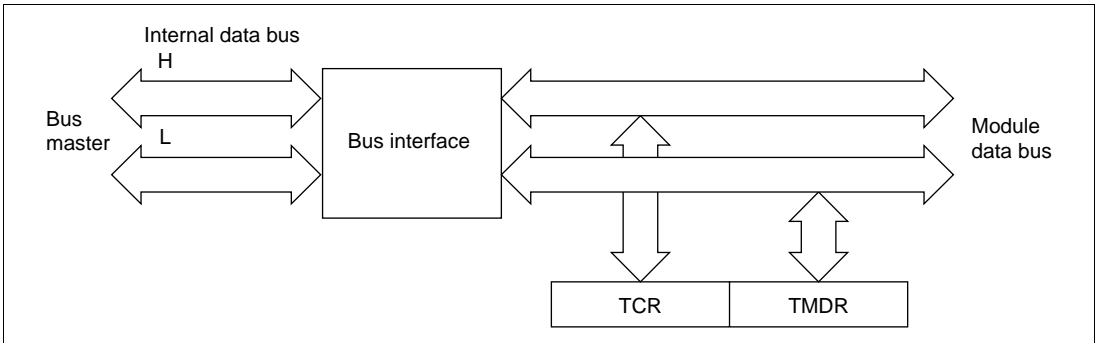 Internal data bus
H
Bus
master
L
Bus interface
Module
data bus
TCR
TMDR